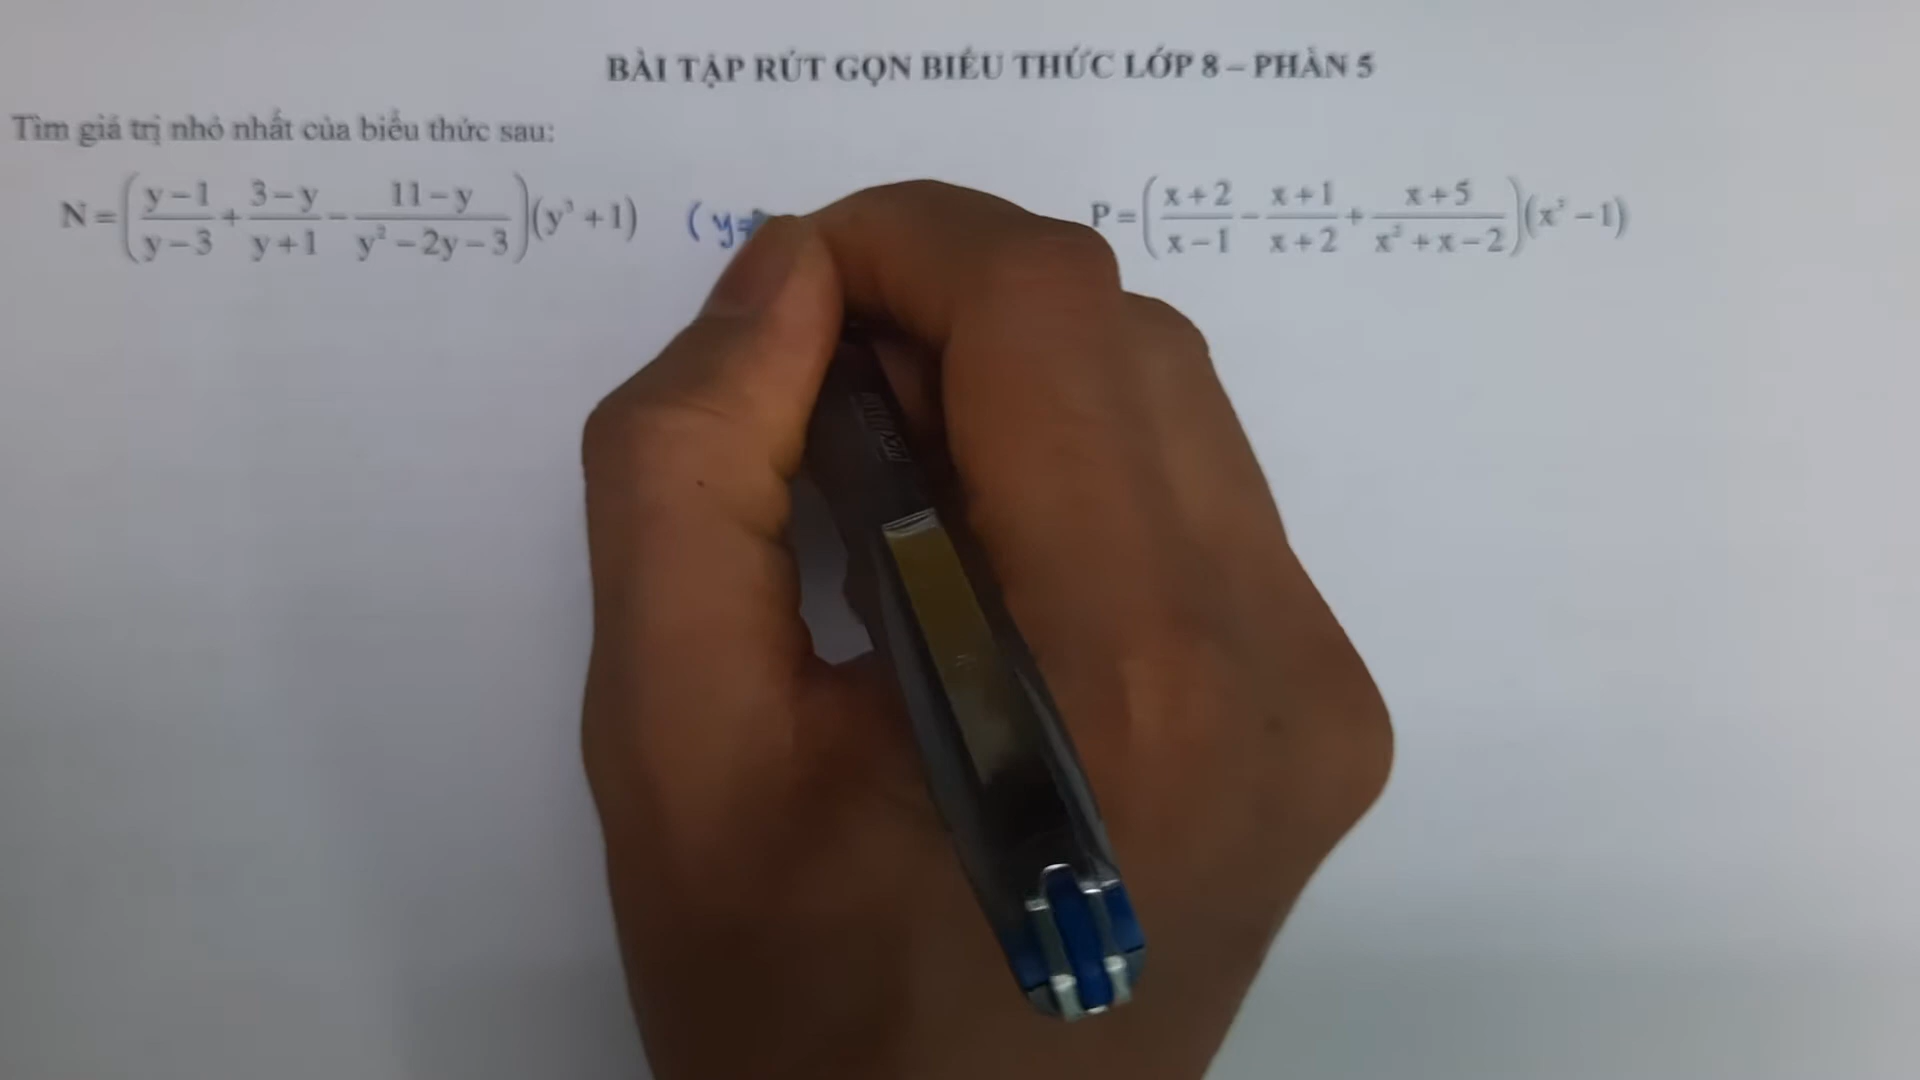 BÀI TẬP RÚT GỌN BIỂU THỨC LỚP 8 – PHẦN 5
Tìm giá trị nhỏ nhất của biểu thức sau:
N = ( (y−1)/(y−3) + (3−y)/(y+1) − (11−y)/(y²−2y−3) ) (y³+1) (y≠
P = ( (x+2)/(x−1) − (x+1)/(x+2) + (x+5)/(x²+x−2) ) (x²−1)